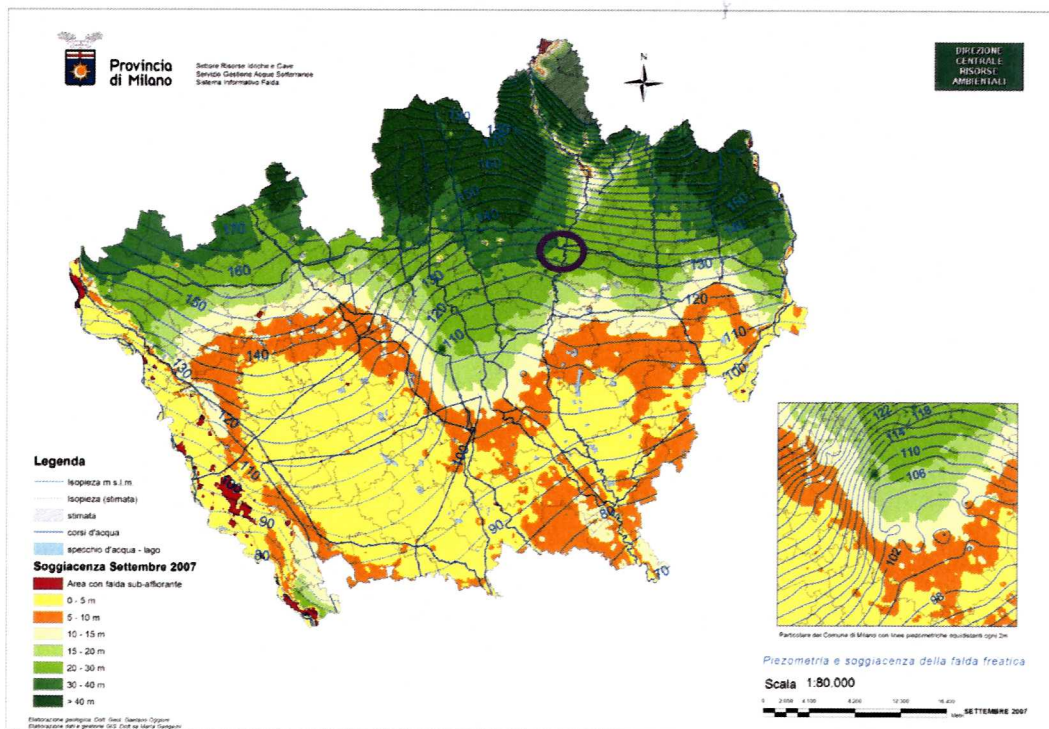 Provincia
di Milano
Settore Risorse Idriche e Cave
Servizio Gestione Acque Sotterranee
Sistema Informativo Falda
N
DIREZIONE
CENTRALE
RISORSE
AMBIENTALI
170
160
150
140
130
120
110
100
90
80
70
Legenda
Isopieza m s.l.m
Isopieza (stimata)
stimata
corsi d'acqua
specchio d'acqua - lago
Soggiacenza Settembre 2007
Area con falda sub-affiorante
0 - 5 m
5 - 10 m
10 - 15 m
15 - 20 m
20 - 30 m
30 - 40 m
> 40 m
122
118
114
110
106
102
98
Particolare del Comune di Milano con linee piezometriche equidistanti ogni 2m
Piezometria e soggiacenza della falda freatica
Scala 1:80.000
SETTEMBRE 2007